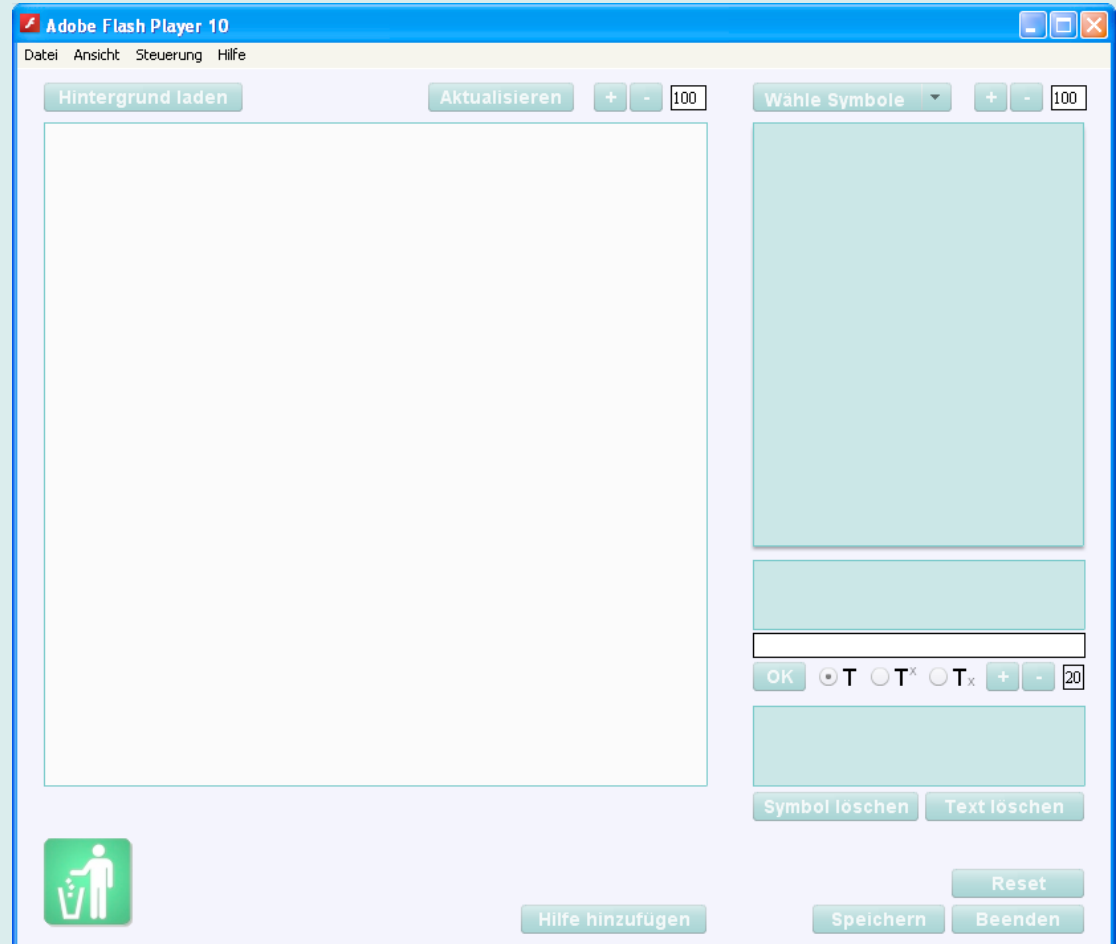 Adobe Flash Player 10
Datei Ansicht Steuerung Hilfe
Hintergrund laden Aktualisieren + - 100 Wähle Symbole + - 100
OK T T^x T_x + - 20
Symbol löschen Text löschen
Reset
Hilfe hinzufügen Speichern Beenden